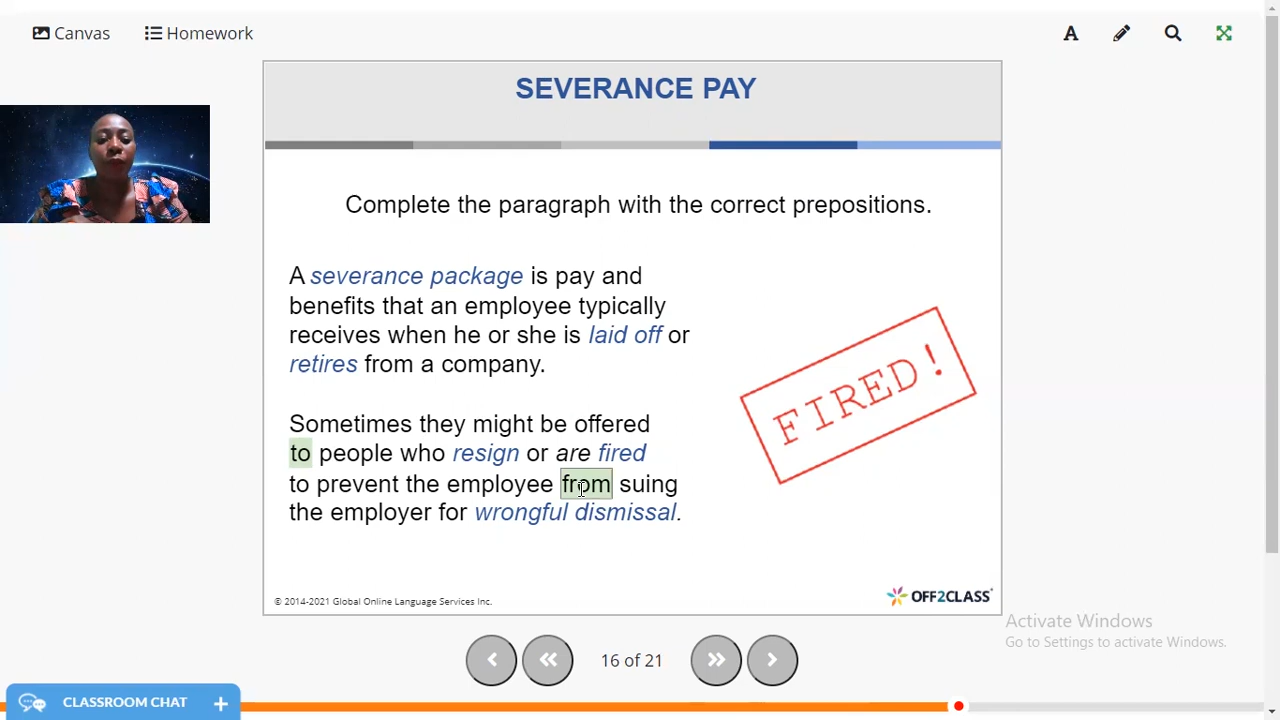 Canvas
Homework
A
SEVERANCE PAY
Complete the paragraph with the correct prepositions.
A severance package is pay and
benefits that an employee typically
receives when he or she is laid off or
retires from a company.
Sometimes they might be offered
to people who resign or are fired
to prevent the employee from suing
the employer for wrongful dismissal.
FIRED!
© 2014-2021 Global Online Language Services Inc.
OFF2CLASS
Activate Windows
Go to Settings to activate Windows.
16 of 21
CLASSROOM CHAT +